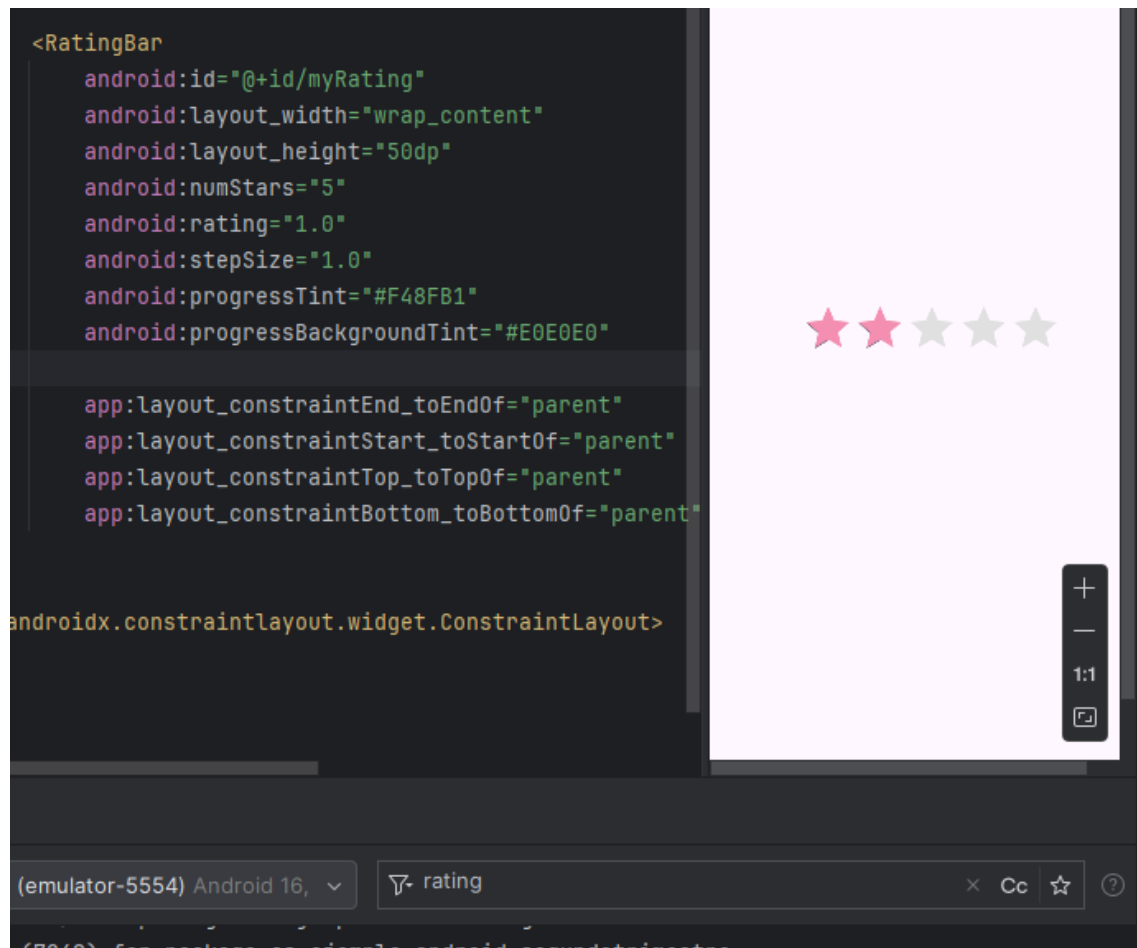 <RatingBar
android:id="@+id/myRating"
android:layout_width="wrap_content"
android:layout_height="50dp"
android:numStars="5"
android:rating="1.0"
android:stepSize="1.0"
android:progressTint="#F48FB1"
android:progressBackgroundTint="#E0E0E0"
app:layout_constraintEnd_toEndOf="parent"
app:layout_constraintStart_toStartOf="parent"
app:layout_constraintTop_toTopOf="parent"
app:layout_constraintBottom_toBottomOf="parent"
androidx.constraintlayout.widget.ConstraintLayout>
1:1
(emulator-5554) Android 16,
rating
Cc